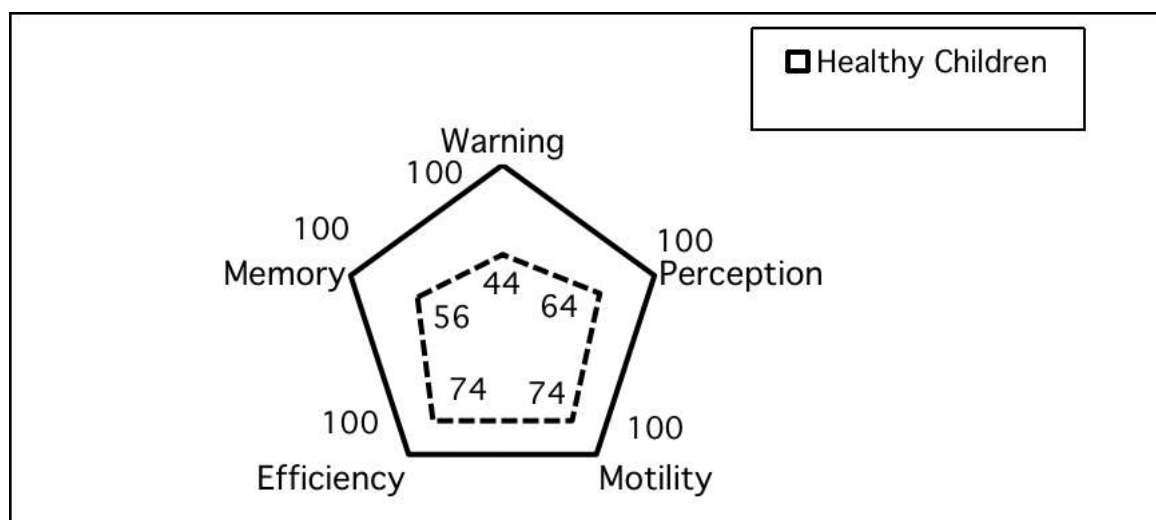 Healthy Children
Warning
100
100
100
Memory
Perception
44
64
56
74
74
100
100
Efficiency
Motility